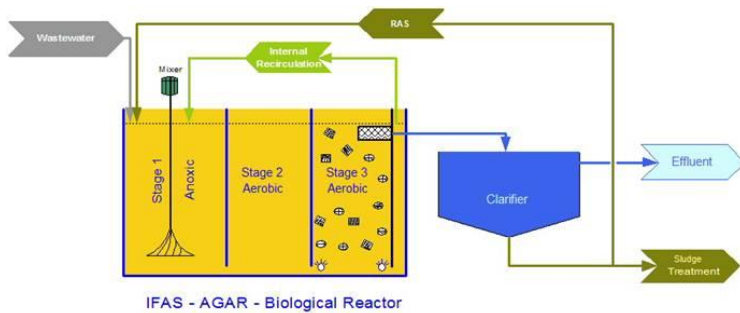 RAS
Wastewater
Internal
Recirculation
Mixer
Stage 1
Anoxic
Stage 2
Aerobic
Stage 3
Aerobic
Clarifier
Effluent
Sludge
Treatment
IFAS - AGAR - Biological Reactor